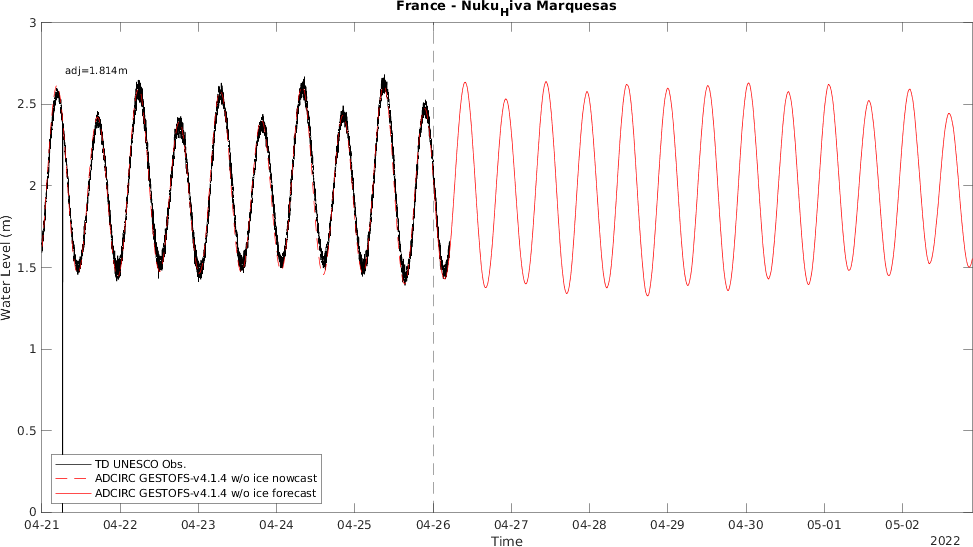 France - Nuku_Hiva Marquesas
3
adj=1.814m
2.5
2
1.5
1
0.5
0
Water Level (m)
TD UNESCO Obs.
ADCIRC GESTOFS-v4.1.4 w/o ice nowcast
ADCIRC GESTOFS-v4.1.4 w/o ice forecast
04-21 04-22 04-23 04-24 04-25 04-26 04-27 04-28 04-29 04-30 05-01 05-02
Time
2022